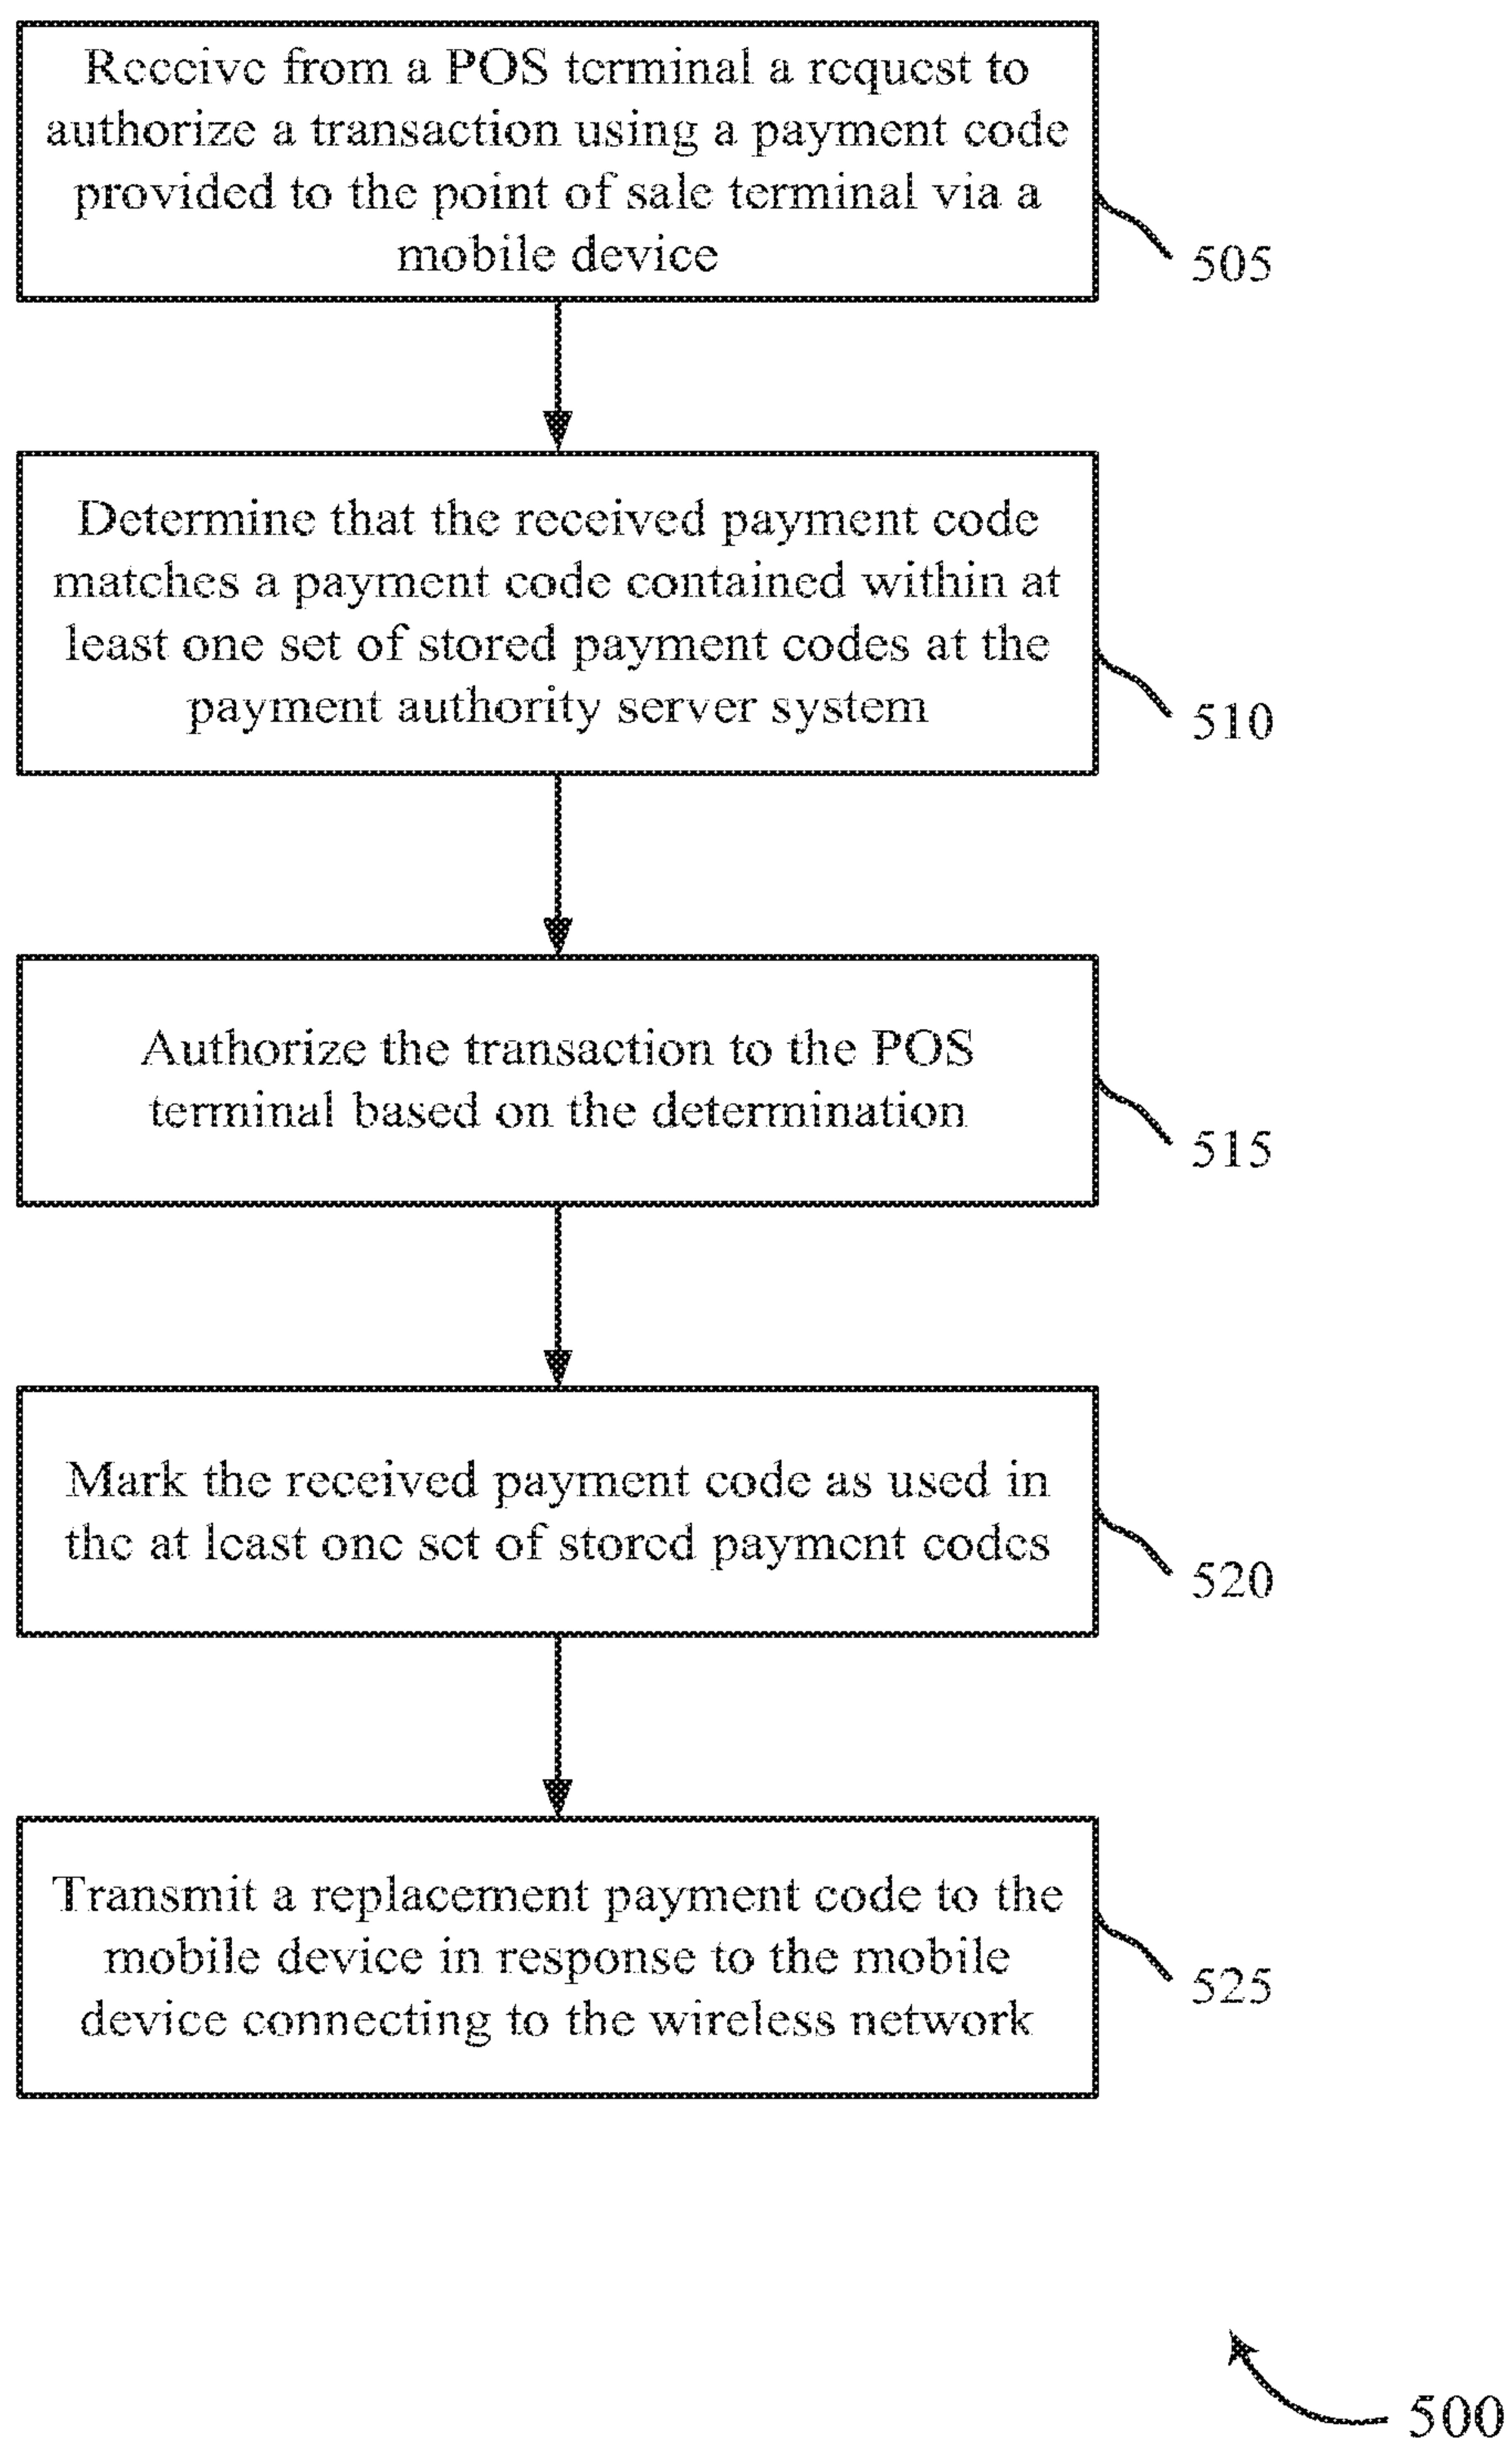 Receive from a POS terminal a request to
authorize a transaction using a payment code
provided to the point of sale terminal via a
mobile device
505
Determine that the received payment code
matches a payment code contained within at
least one set of stored payment codes at the
payment authority server system
510
Authorize the transaction to the POS
terminal based on the determination
515
Mark the received payment code as used in
the at least one set of stored payment codes
520
Transmit a replacement payment code to the
mobile device in response to the mobile
device connecting to the wireless network
525
500